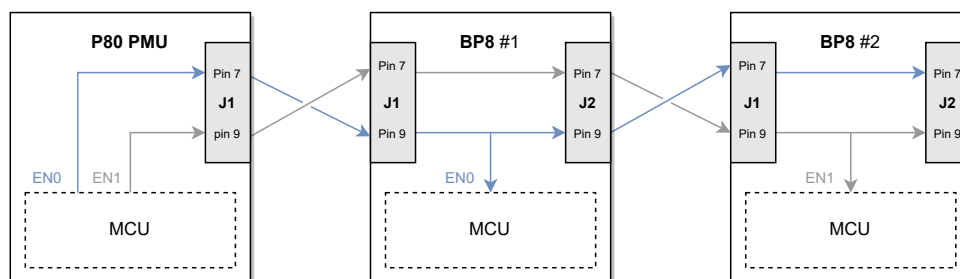 P80 PMU
Pin 7
J1
pin 9
EN0
EN1
MCU
BP8 #1
Pin 7
J1
Pin 9
Pin 7
J2
Pin 9
EN0
MCU
BP8 #2
Pin 7
J1
Pin 9
Pin 7
J2
Pin 9
EN1
MCU